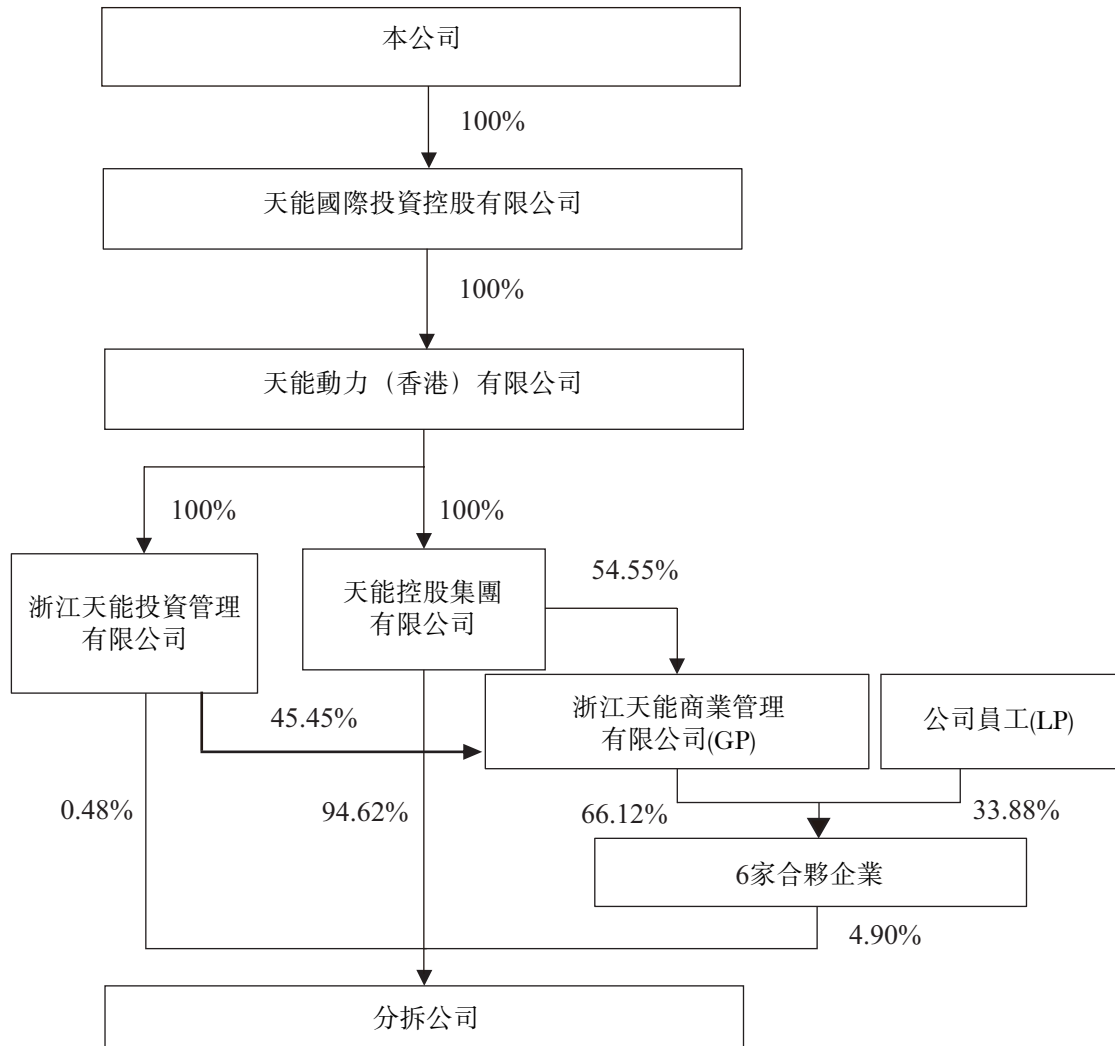 本公司
100%
天能國際投資控股有限公司
100%
天能動力（香港）有限公司
100%
100%
浙江天能投資管理
有限公司
天能控股集團
有限公司
54.55%
45.45%
浙江天能商業管理
有限公司(GP)
公司員工(LP)
0.48%
94.62%
66.12%
33.88%
6家合夥企業
4.90%
分拆公司